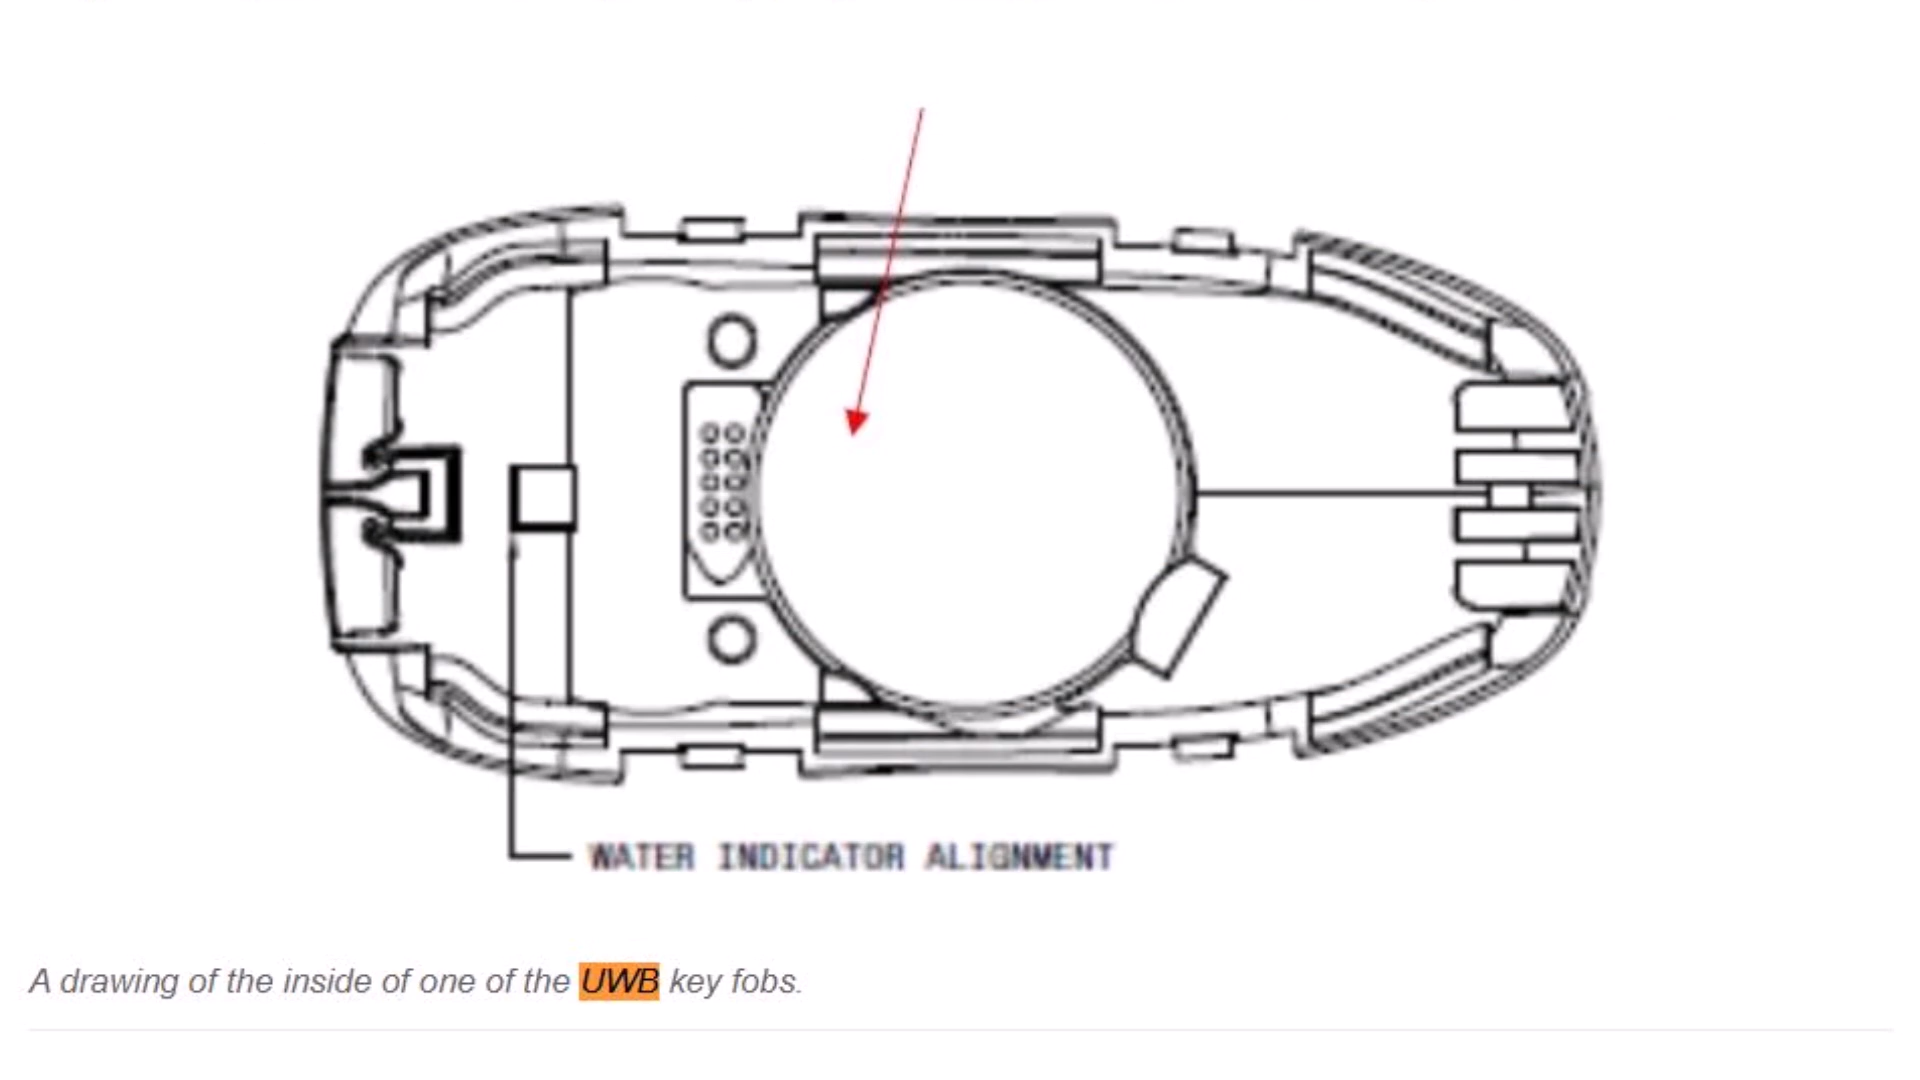 WATER INDICATOR ALIGNMENT
A drawing of the inside of one of the UWB key fobs.